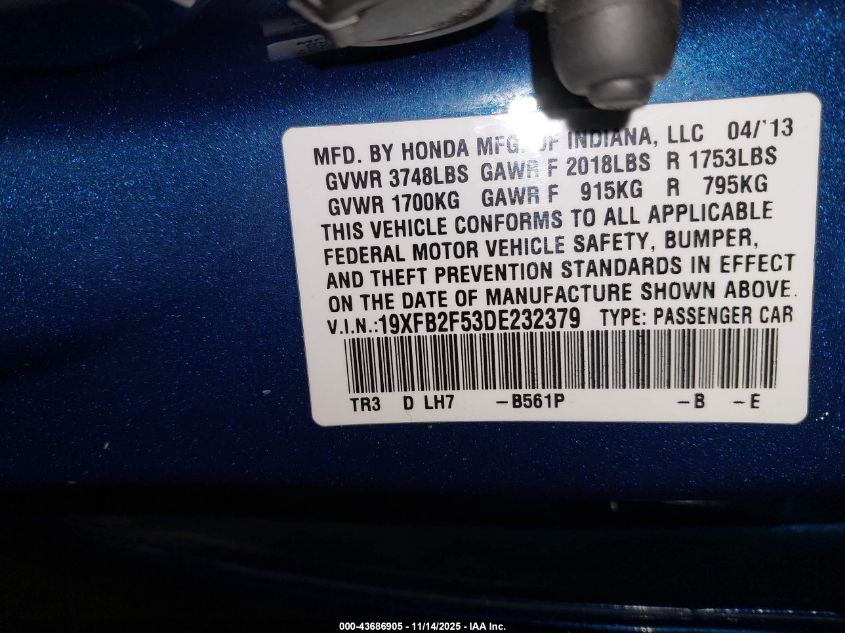 MFD. BY HONDA MFG. OF INDIANA, LLC 04/'13
GVWR 3748LBS GAWR F 2018LBS R 1753LBS
GVWR 1700KG GAWR F 915KG R 795KG
THIS VEHICLE CONFORMS TO ALL APPLICABLE
FEDERAL MOTOR VEHICLE SAFETY, BUMPER,
AND THEFT PREVENTION STANDARDS IN EFFECT
ON THE DATE OF MANUFACTURE SHOWN ABOVE.
V.I.N.:19XFB2F53DE232379 TYPE: PASSENGER CAR
TR3 D LH7 -B561P -B -E
000-43686905 - 11/14/2025 - IAA Inc.